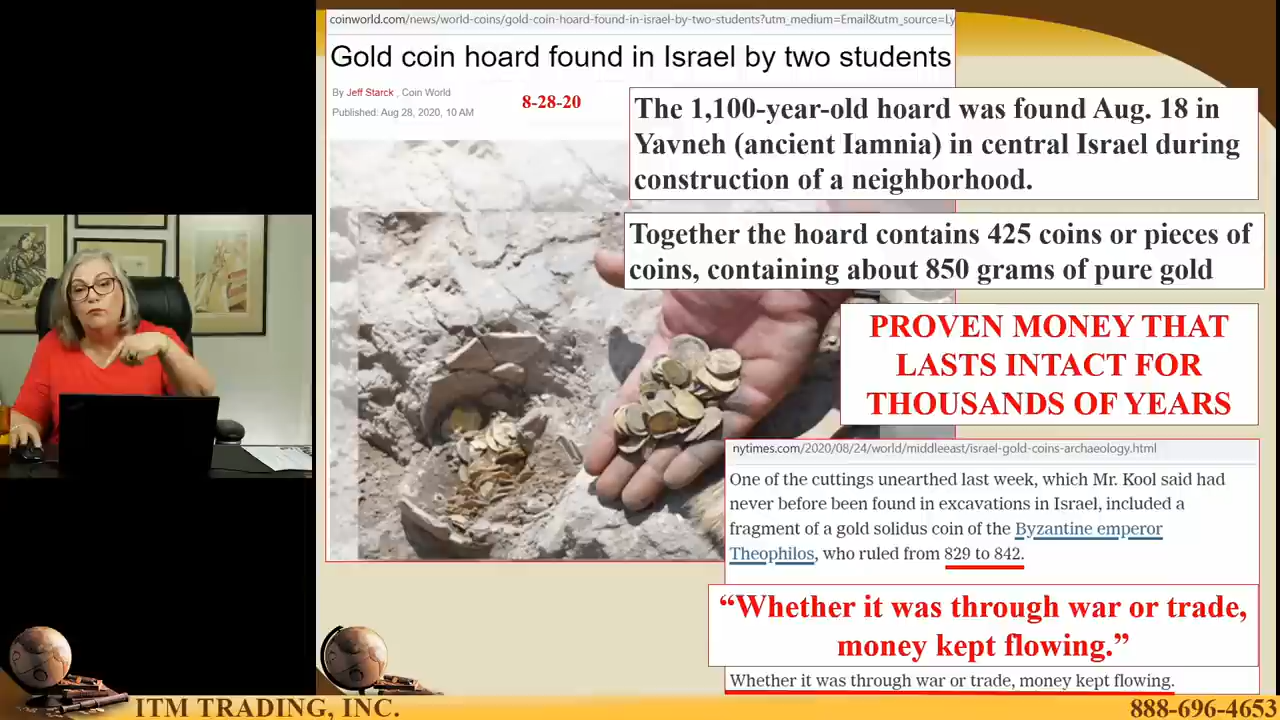 coinworld.com/news/world-coins/gold-coin-hoard-found-in-israel-by-two-students?utm_medium=Email&utm_source=Ly
Gold coin hoard found in Israel by two students
By Jeff Starck , Coin World
Published: Aug 28, 2020, 10 AM
8-28-20
The 1,100-year-old hoard was found Aug. 18 in
Yavneh (ancient Iamnia) in central Israel during
construction of a neighborhood.
Together the hoard contains 425 coins or pieces of
coins, containing about 850 grams of pure gold
PROVEN MONEY THAT
LASTS INTACT FOR
THOUSANDS OF YEARS
nytimes.com/2020/08/24/world/middleeast/israel-gold-coins-archaeology.html
One of the cuttings unearthed last week, which Mr. Kool said had
never before been found in excavations in Israel, included a
fragment of a gold solidus coin of the Byzantine emperor
Theophilos, who ruled from 829 to 842.
“Whether it was through war or trade,
money kept flowing.”
Whether it was through war or trade, money kept flowing.
ITM TRADING, INC.
888-696-4653